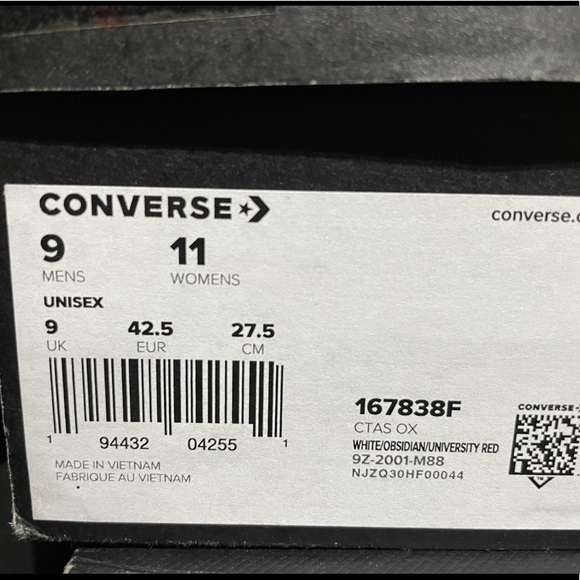 CONVERSE
converse.c
9 11
MENS WOMENS
UNISEX
9 42.5 27.5
UK EUR CM
1 94432 04255 1
MADE IN VIETNAM
FABRIQUE AU VIETNAM
167838F
CTAS OX
WHITE/OBSIDIAN/UNIVERSITY RED
9Z-2001-M88
NJZQ30HF00044
CONVERSE
TM